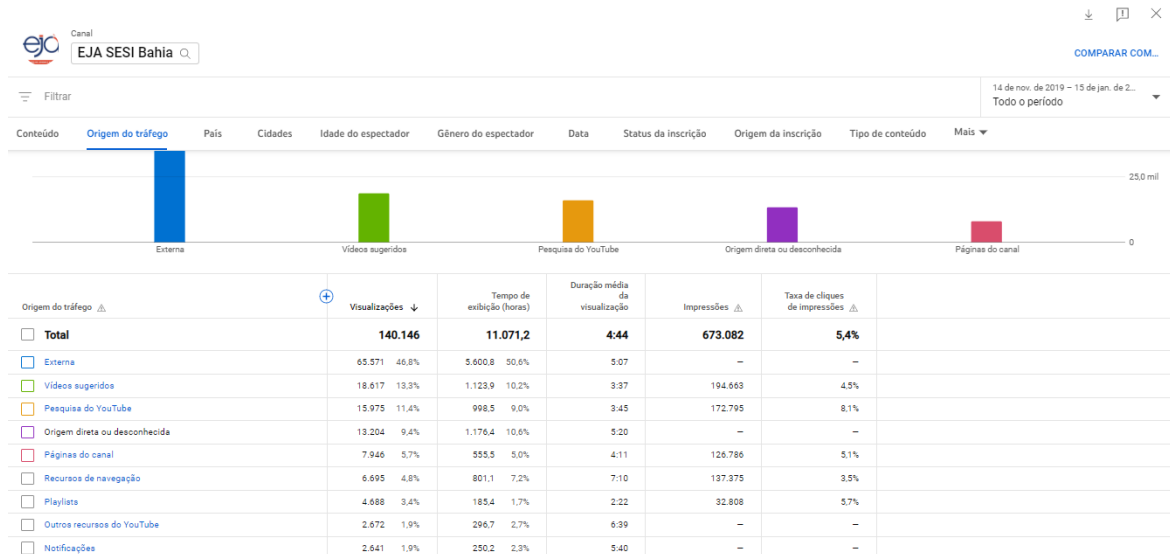 Canal
eja
EJA SESI Bahia
COMPARAR COM...
Filtrar
14 de nov. de 2019 – 15 de jan. de 2...
Todo o período
Conteúdo Origem do tráfego País Cidades Idade do espectador Gênero do espectador Data Status da inscrição Origem da inscrição Tipo de conteúdo Mais
25,0 mil
0
Externa Vídeos sugeridos Pesquisa do YouTube Origem direta ou desconhecida Páginas do canal
Origem do tráfego Visualizações Tempo de exibição (horas) Duração média da visualização Impressões Taxa de cliques de impressões
Total 140.146 11.071,2 4:44 673.082 5,4%
Externa 65.571 46,8% 5.600,8 50,6% 5:07 – –
Vídeos sugeridos 18.617 13,3% 1.123,9 10,2% 3:37 194.663 4,5%
Pesquisa do YouTube 15.975 11,4% 998,5 9,0% 3:45 172.795 8,1%
Origem direta ou desconhecida 13.204 9,4% 1.176,4 10,6% 5:20 – –
Páginas do canal 7.946 5,7% 555,5 5,0% 4:11 126.786 5,1%
Recursos de navegação 6.695 4,8% 801,1 7,2% 7:10 137.375 3,5%
Playlists 4.688 3,4% 185,4 1,7% 2:22 32.808 5,7%
Outros recursos do YouTube 2.672 1,9% 296,7 2,7% 6:39 – –
Notificações 2.641 1,9% 250,2 2,3% 5:40 – –